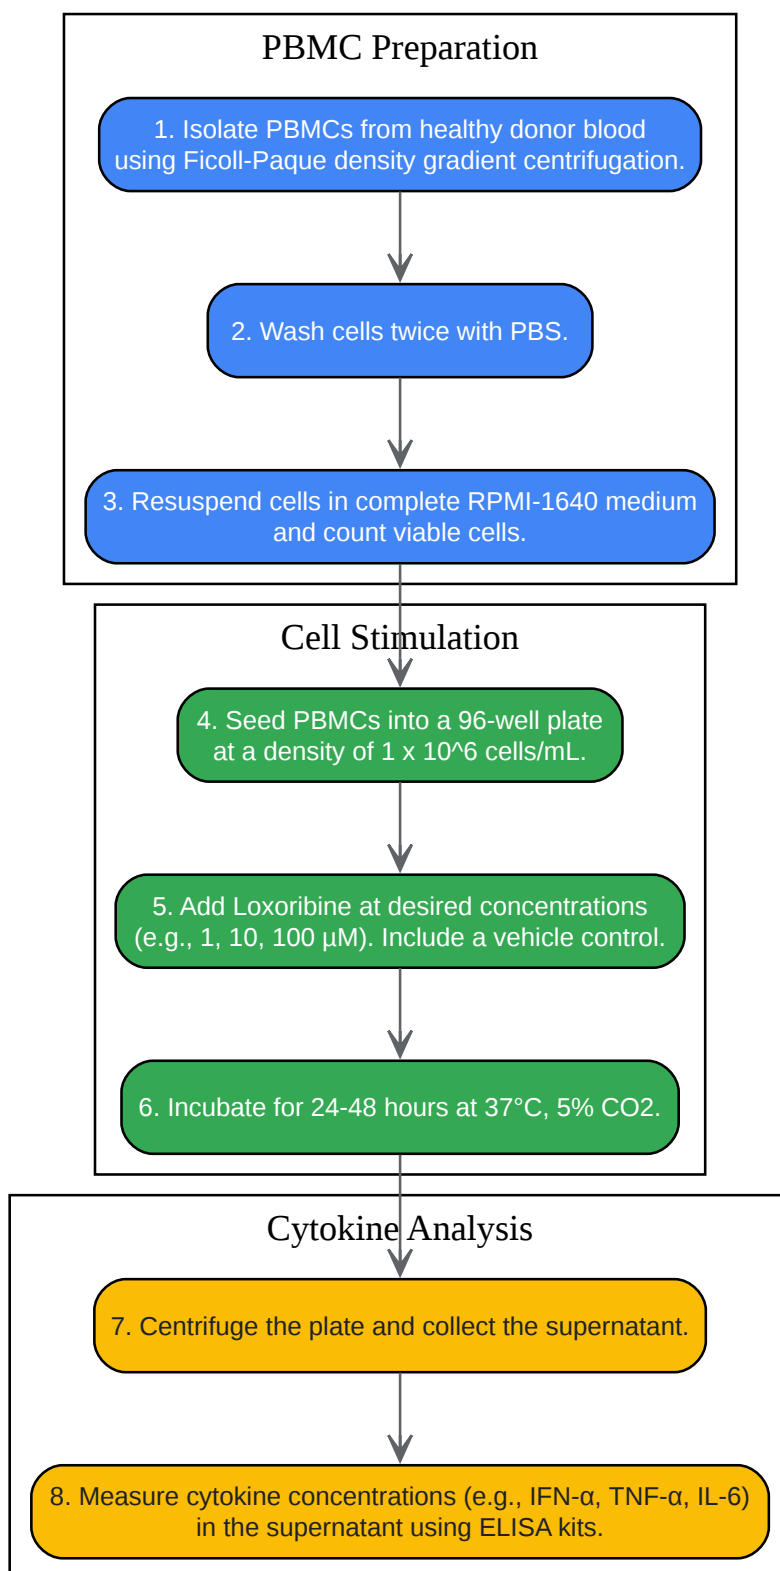 PBMC Preparation
1. Isolate PBMCs from healthy donor blood
using Ficoll-Paque density gradient centrifugation.
2. Wash cells twice with PBS.
3. Resuspend cells in complete RPMI-1640 medium
and count viable cells.
Cell Stimulation
4. Seed PBMCs into a 96-well plate
at a density of 1 x 10^6 cells/mL.
5. Add Loxoribine at desired concentrations
(e.g., 1, 10, 100 µM). Include a vehicle control.
6. Incubate for 24-48 hours at 37°C, 5% CO2.
Cytokine Analysis
7. Centrifuge the plate and collect the supernatant.
8. Measure cytokine concentrations (e.g., IFN-α, TNF-α, IL-6)
in the supernatant using ELISA kits.